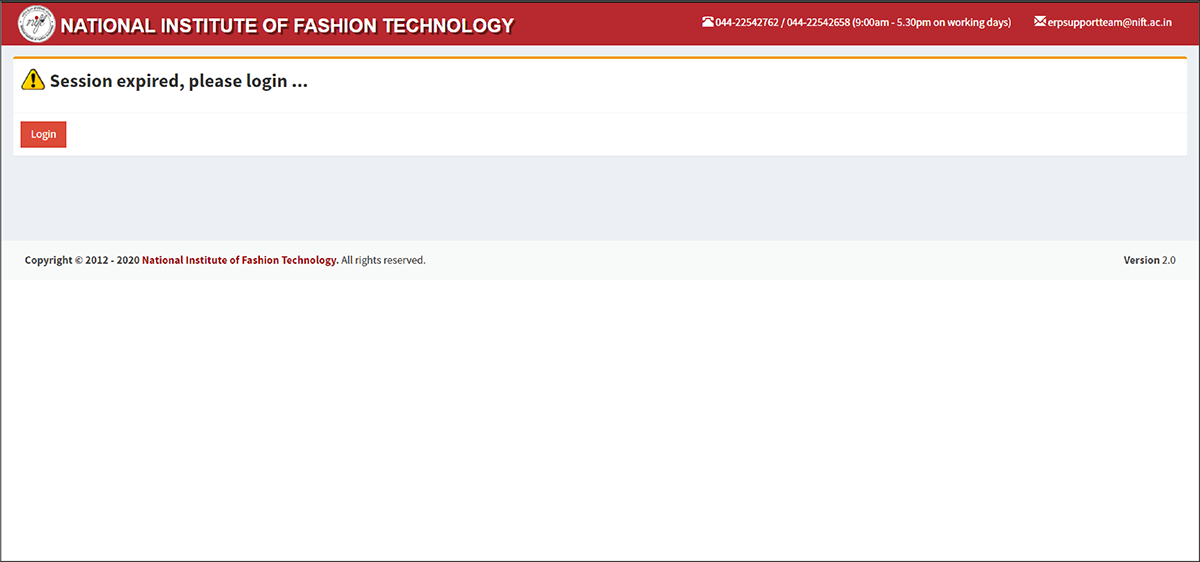 NATIONAL INSTITUTE OF FASHION TECHNOLOGY
044-22542762 / 044-22542658 (9:00am - 5.30pm on working days)
erpsupportteam@nift.ac.in
Session expired, please login ...
Login
Copyright © 2012 - 2020 National Institute of Fashion Technology. All rights reserved.
Version 2.0